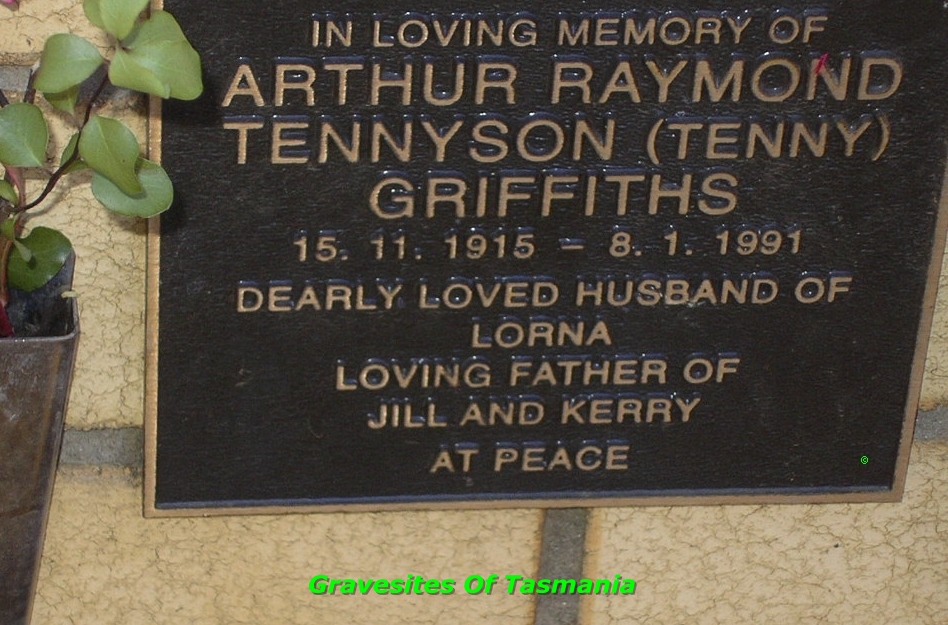 IN LOVING MEMORY OF
ARTHUR RAYMOND
TENNYSON (TENNY)
GRIFFITHS
15. 11. 1915 – 8. 1. 1991
DEARLY LOVED HUSBAND OF
LORNA
LOVING FATHER OF
JILL AND KERRY
AT PEACE
©
Gravesites Of Tasmania